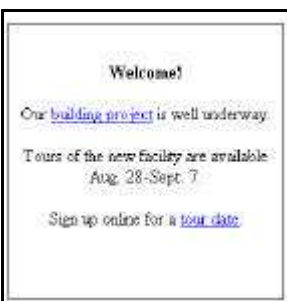 Welcome!
Our building project is well underway.
Tours of the new facility are available
Aug. 28-Sept. 7
Sign up online for a tour date.